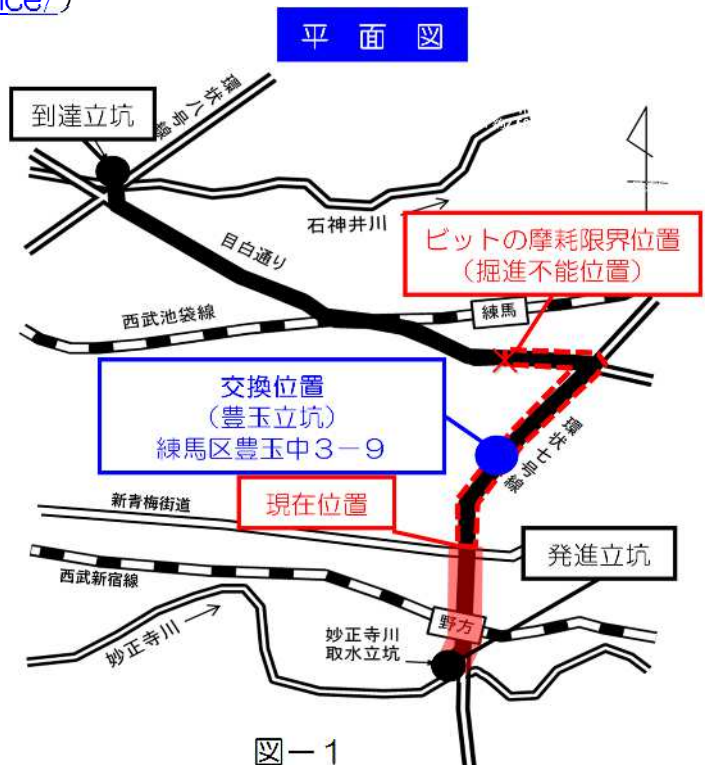 nce/)
平面図
環状八号線
到達立坑
石神井川
目白通り
ビットの摩耗限界位置
（掘進不能位置）
西武池袋線
練馬
交換位置
（豊玉立坑）
練馬区豊玉中３－９
環状七号線
新青梅街道
現在位置
発進立坑
西武新宿線
野方
妙正寺川
妙正寺川
取水立坑
図－１